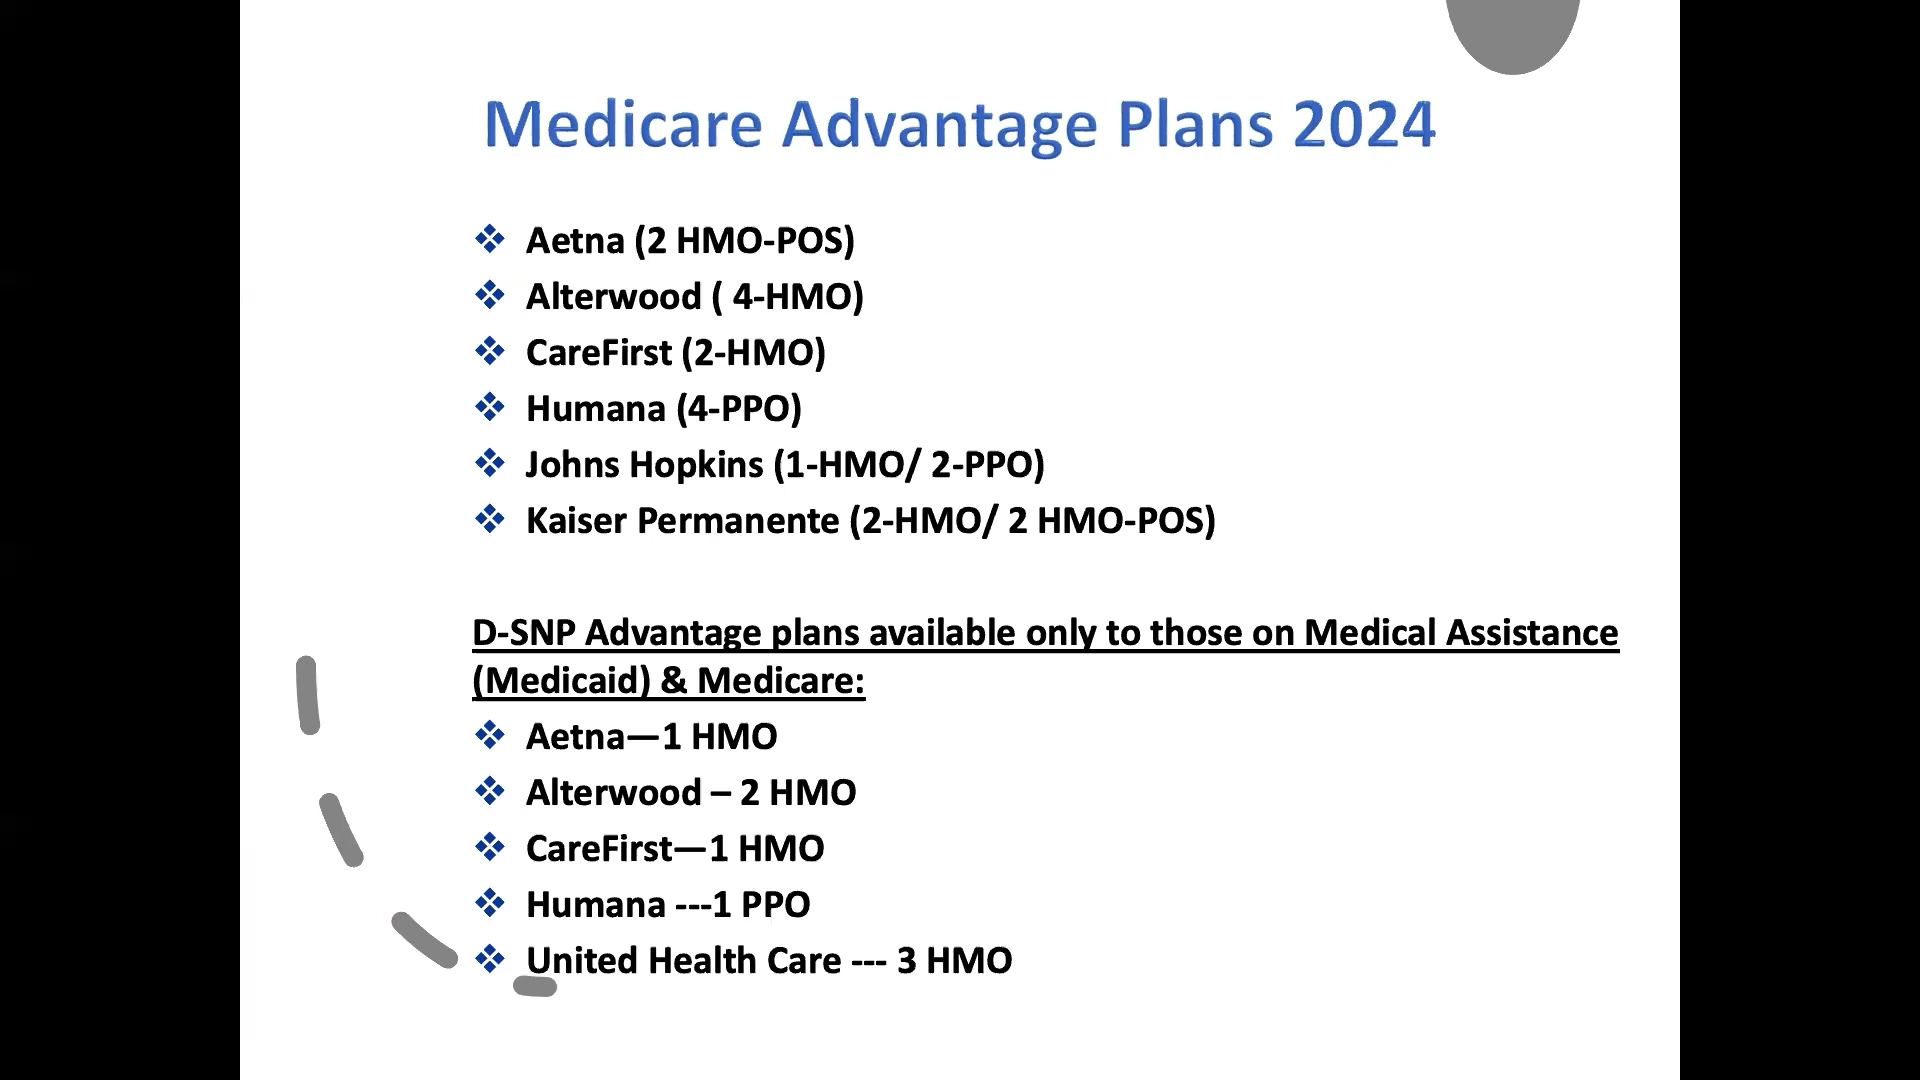 Medicare Advantage Plans 2024
Aetna (2 HMO-POS)
Alterwood ( 4-HMO)
CareFirst (2-HMO)
Humana (4-PPO)
Johns Hopkins (1-HMO/ 2-PPO)
Kaiser Permanente (2-HMO/ 2 HMO-POS)
D-SNP Advantage plans available only to those on Medical Assistance
(Medicaid) & Medicare:
Aetna—1 HMO
Alterwood – 2 HMO
CareFirst—1 HMO
Humana ---1 PPO
United Health Care --- 3 HMO